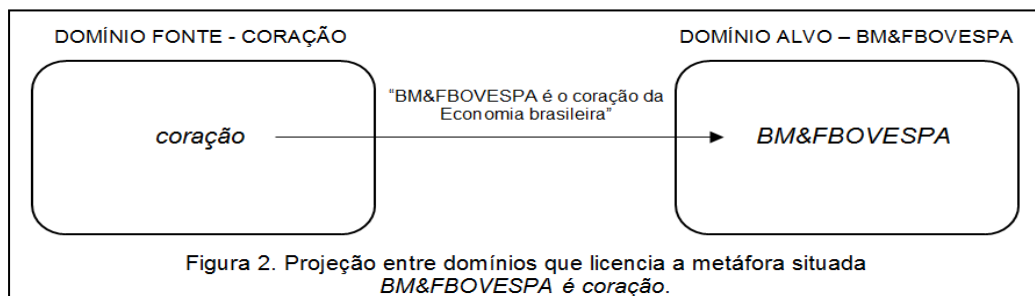 DOMÍNIO FONTE - CORAÇÃO
DOMÍNIO ALVO – BM&FBOVESPA
“BM&FBOVESPA é o coração da
Economia brasileira”
coração
BM&FBOVESPA
Figura 2. Projeção entre domínios que licencia a metáfora situada
BM&FBOVESPA é coração.